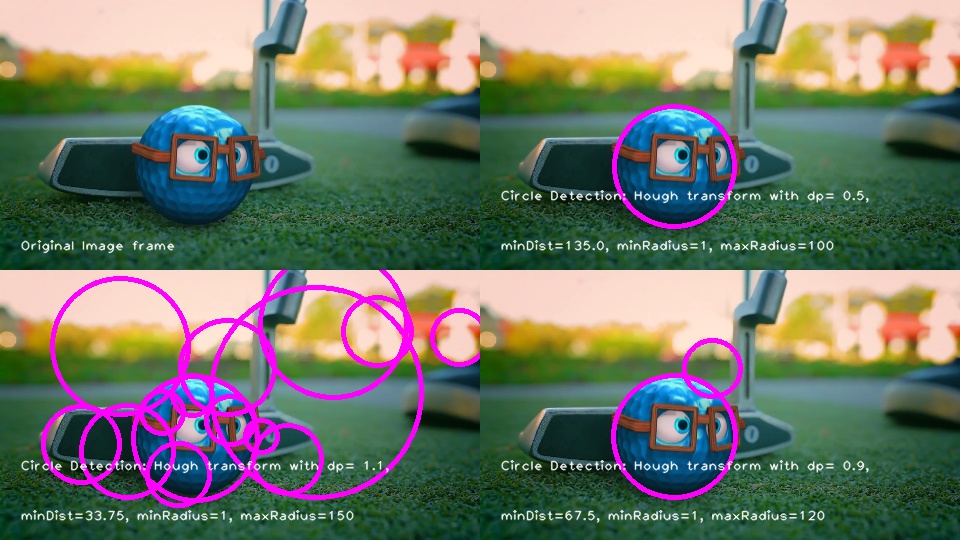 Original Image frame
Circle Detection: Hough transform with dp= 0.5,
minDist=135.0, minRadius=1, maxRadius=100
Circle Detection: Hough transform with dp= 1.1,
minDist=33.75, minRadius=1, maxRadius=150
Circle Detection: Hough transform with dp= 0.9,
minDist=67.5, minRadius=1, maxRadius=120